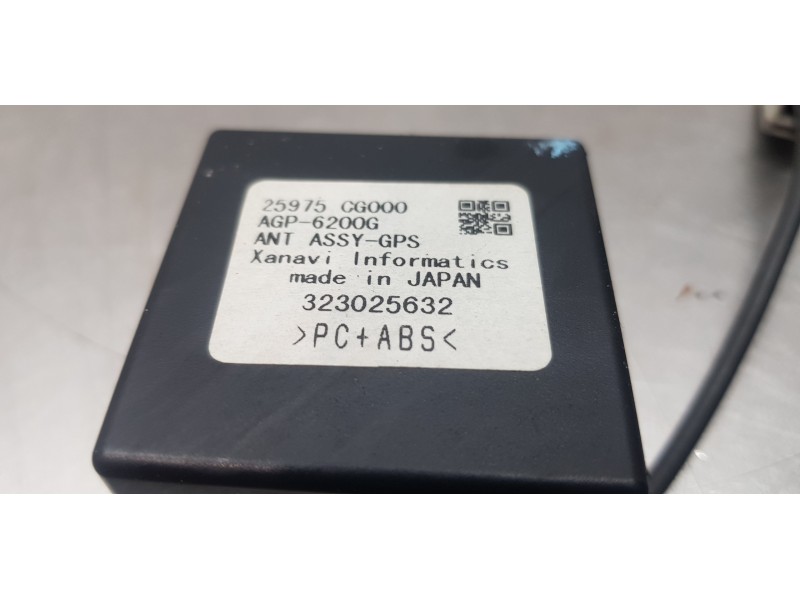 25975 CG000
AGP-6200G
ANT ASSY-GPS
Xanavi Informatics
made in JAPAN
323025632
>PC+ABS<